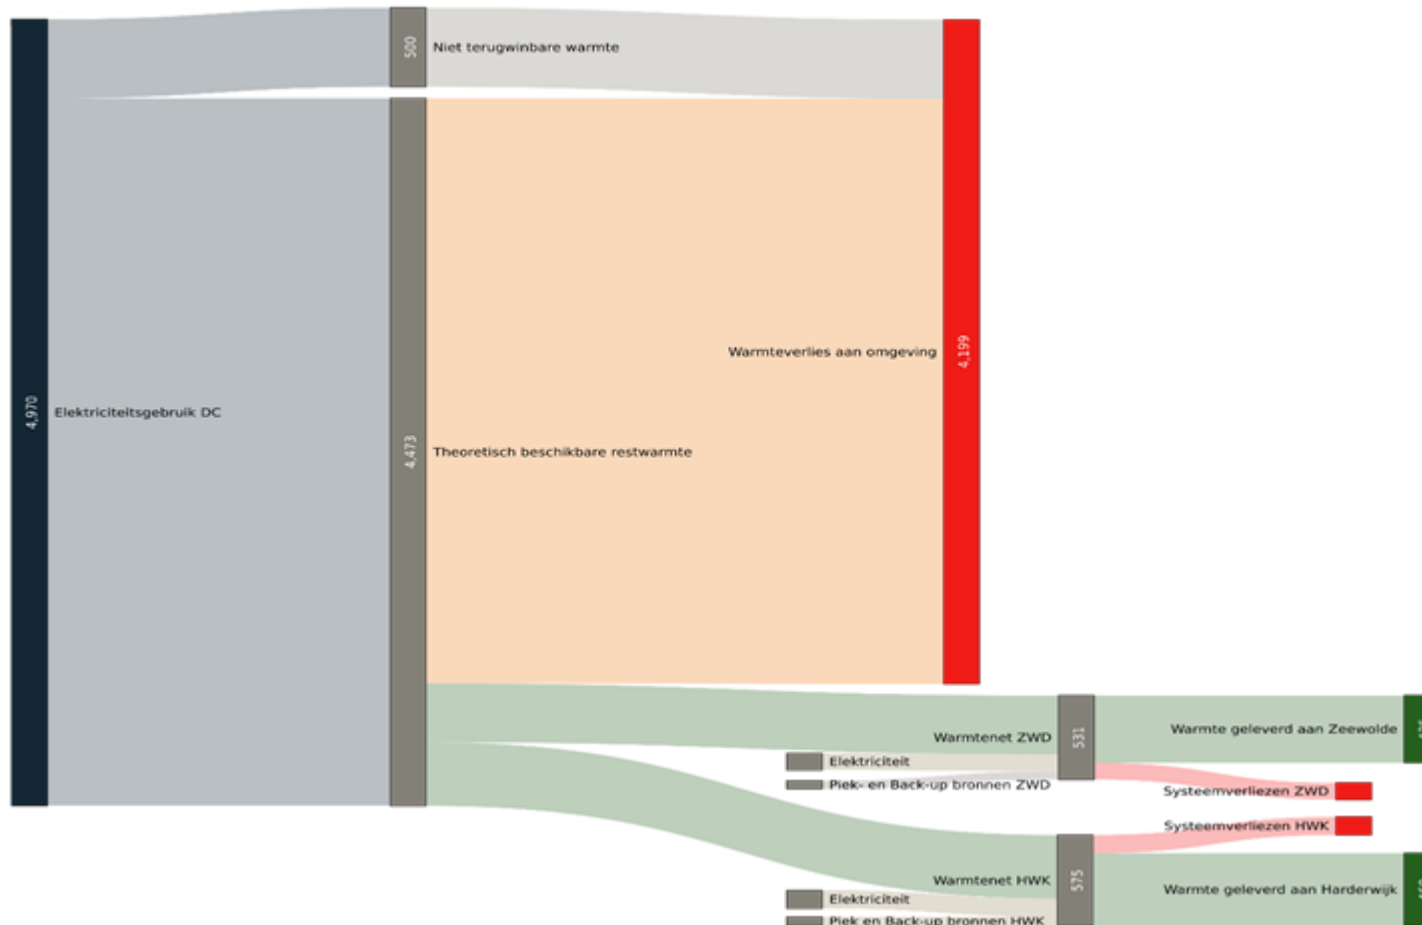 500
Niet terugwinbare warmte
Warmteverlies aan omgeving
4,199
4,970
Elektriciteitsgebruik DC
4,473
Theoretisch beschikbare restwarmte
Warmtenet ZWD
531
Warmte geleverd aan Zeewolde
Elektriciteit
Piek- en Back-up bronnen ZWD
Systeemverliezen ZWD
Systeemverliezen HWK
Warmtenet HWK
575
Warmte geleverd aan Harderwijk
Elektriciteit
Piek en Back-up bronnen HWK